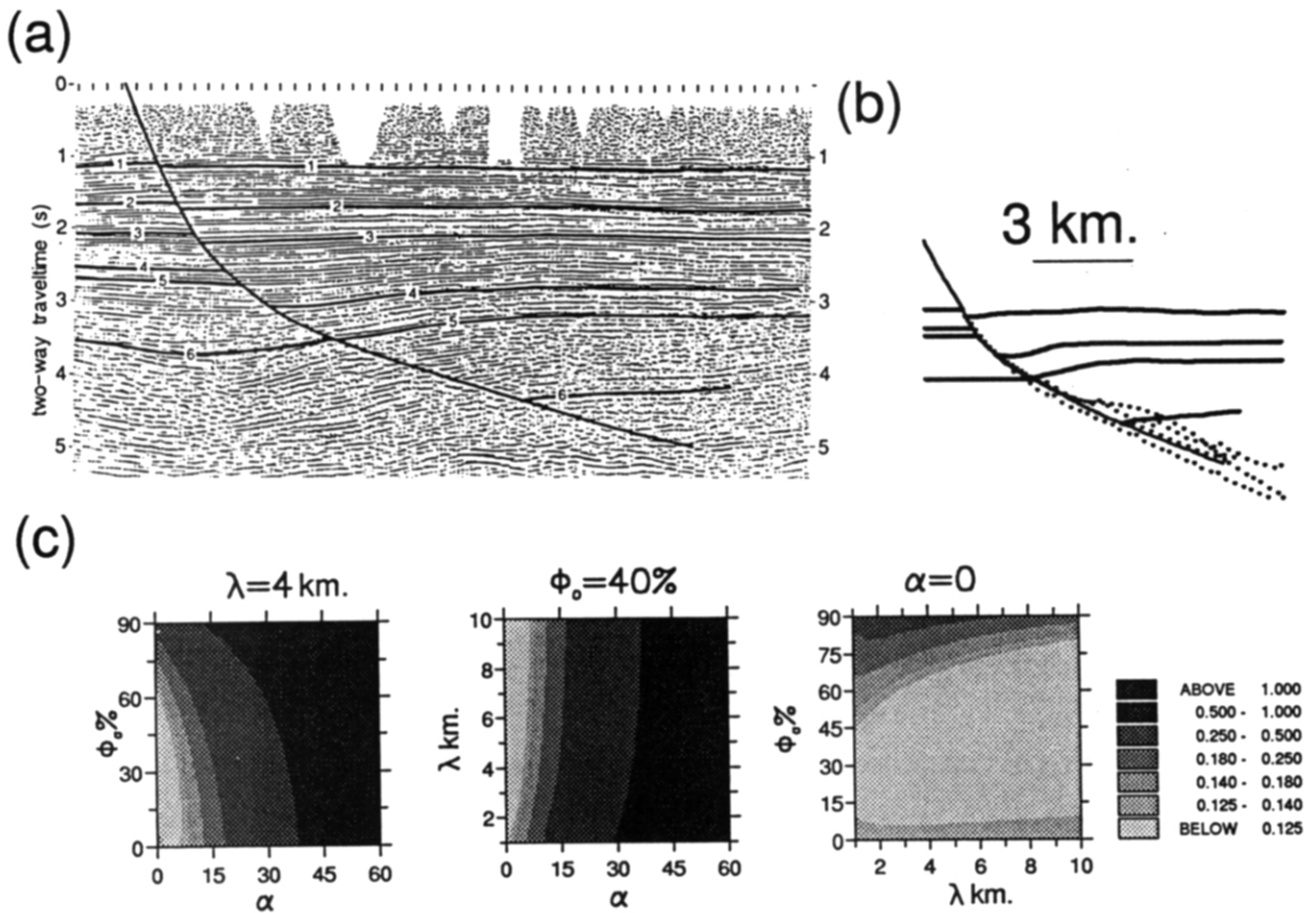 (a)
0
1
2
3
4
5
two-way traveltime (s)
1
2
3
4
5
1
1
2
2
3
3
4
5
4
5
6
6
(b)
3 km.
(c)
λ=4 km.
90
60
30
0
Φ₀%
0 15 30 45 60
α
Φ₀=40%
10
8
6
4
2
λ km.
0 15 30 45 60
α
α=0
90
75
60
45
30
15
0
Φ₀%
2 4 6 8 10
λ km.
ABOVE 1.000
0.500 - 1.000
0.250 - 0.500
0.180 - 0.250
0.140 - 0.180
0.125 - 0.140
BELOW 0.125